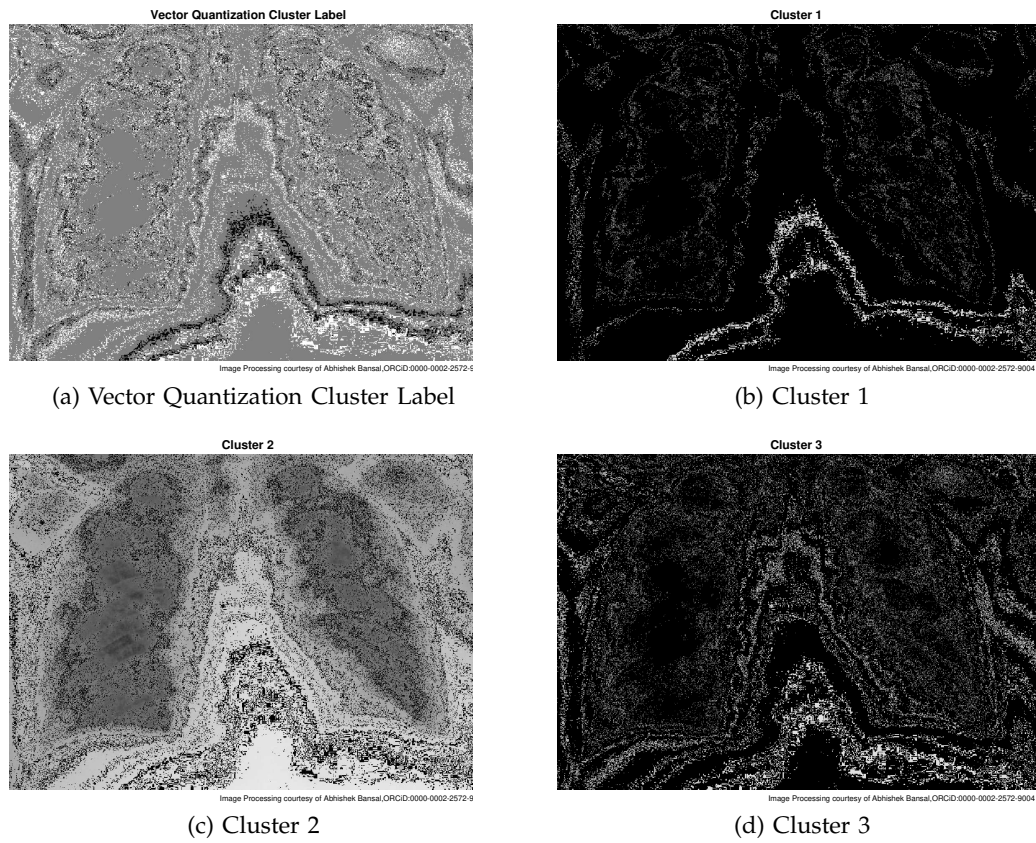 Vector Quantization Cluster Label
Image Processing courtesy of Abhishek Bansal,ORCiD:0000-0002-2572-9
(a) Vector Quantization Cluster Label
Cluster 1
Image Processing courtesy of Abhishek Bansal,ORCiD:0000-0002-2572-9004
(b) Cluster 1
Cluster 2
Image Processing courtesy of Abhishek Bansal,ORCiD:0000-0002-2572-9
(c) Cluster 2
Cluster 3
Image Processing courtesy of Abhishek Bansal,ORCiD:0000-0002-2572-9004
(d) Cluster 3